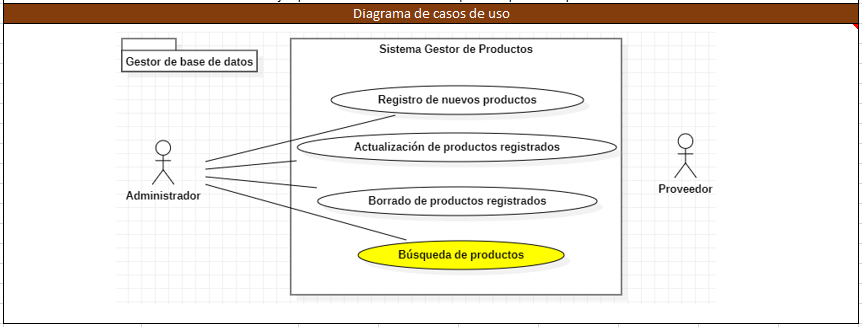 Diagrama de casos de uso
Sistema Gestor de Productos
Gestor de base de datos
Registro de nuevos productos
Actualización de productos registrados
Administrador
Proveedor
Borrado de productos registrados
Búsqueda de productos